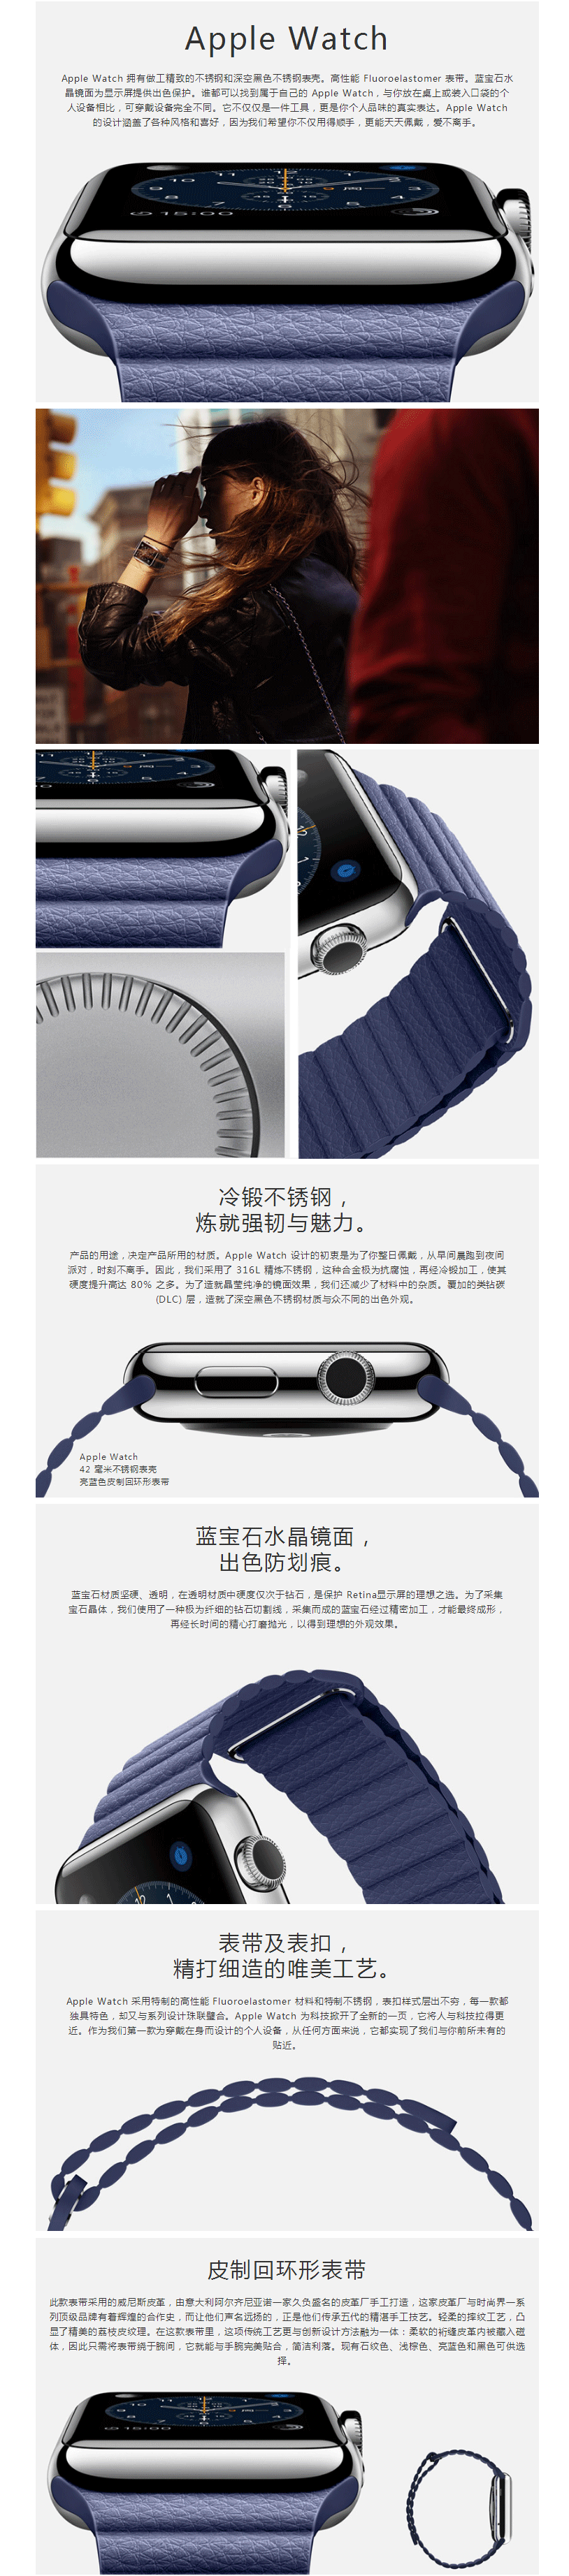 Apple Watch
Apple Watch 拥有做工精致的不锈钢和深空黑色不锈钢表壳。高性能 Fluoroelastomer 表带。蓝宝石水
晶镜面为显示屏提供出色保护。谁都可以找到属于自己的 Apple Watch，与你放在桌上或装入口袋的个
人设备相比，可穿戴设备完全不同。它不仅仅是一件工具，更是你个人品味的真实表达。Apple Watch
的设计涵盖了各种风格和喜好，因为我们希望你不仅用得顺手，更能天天佩戴，爱不离手。
15:00
冷锻不锈钢，
炼就强韧与魅力。
产品的用途，决定产品所用的材质。Apple Watch 设计的初衷是为了你整日佩戴，从早间晨跑到夜间
派对，时刻不离手。因此，我们采用了 316L 精炼不锈钢，这种合金极为抗腐蚀，再经冷锻加工，使其
硬度提升高达 80% 之多。为了造就晶莹纯净的镜面效果，我们还减少了材料中的杂质。覆加的类钻碳
(DLC) 层，造就了深空黑色不锈钢材质与众不同的出色外观。
Apple Watch
42 毫米不锈钢表壳
亮蓝色皮制回环形表带
蓝宝石水晶镜面，
出色防划痕。
蓝宝石材质坚硬、透明，在透明材质中硬度仅次于钻石，是保护 Retina显示屏的理想之选。为了采集
宝石晶体，我们使用了一种极为纤细的钻石切割线，采集而成的蓝宝石经过精密加工，才能最终成形，
再经长时间的精心打磨抛光，以得到理想的外观效果。
表带及表扣，
精打细造的唯美工艺。
Apple Watch 采用特制的高性能 Fluoroelastomer 材料和特制不锈钢，表扣样式层出不穷，每一款都
独具特色，却又与系列设计珠联璧合。Apple Watch 为科技掀开了全新的一页，它将人与科技拉得更
近。作为我们第一款为穿戴在身而设计的个人设备，从任何方面来说，它都实现了我们与你前所未有的
贴近。
皮制回环形表带
此款表带采用的威尼斯皮革，由意大利阿尔齐尼亚诺一家久负盛名的皮革厂手工打造，这家皮革厂与时尚界一系
列顶级品牌有着辉煌的合作史，而让他们声名远扬的，正是他们传承五代的精湛手工技艺。轻柔的摔纹工艺，凸
显了精美的荔枝皮纹理。在这款表带里，这项传统工艺更与创新设计方法融为一体：柔软的衔缝皮革内被藏入磁
体，因此只需将表带绕于腕间，它就能与手腕完美贴合，简洁利落。现有石纹色、浅棕色、亮蓝色和黑色可供选
择。
15:00